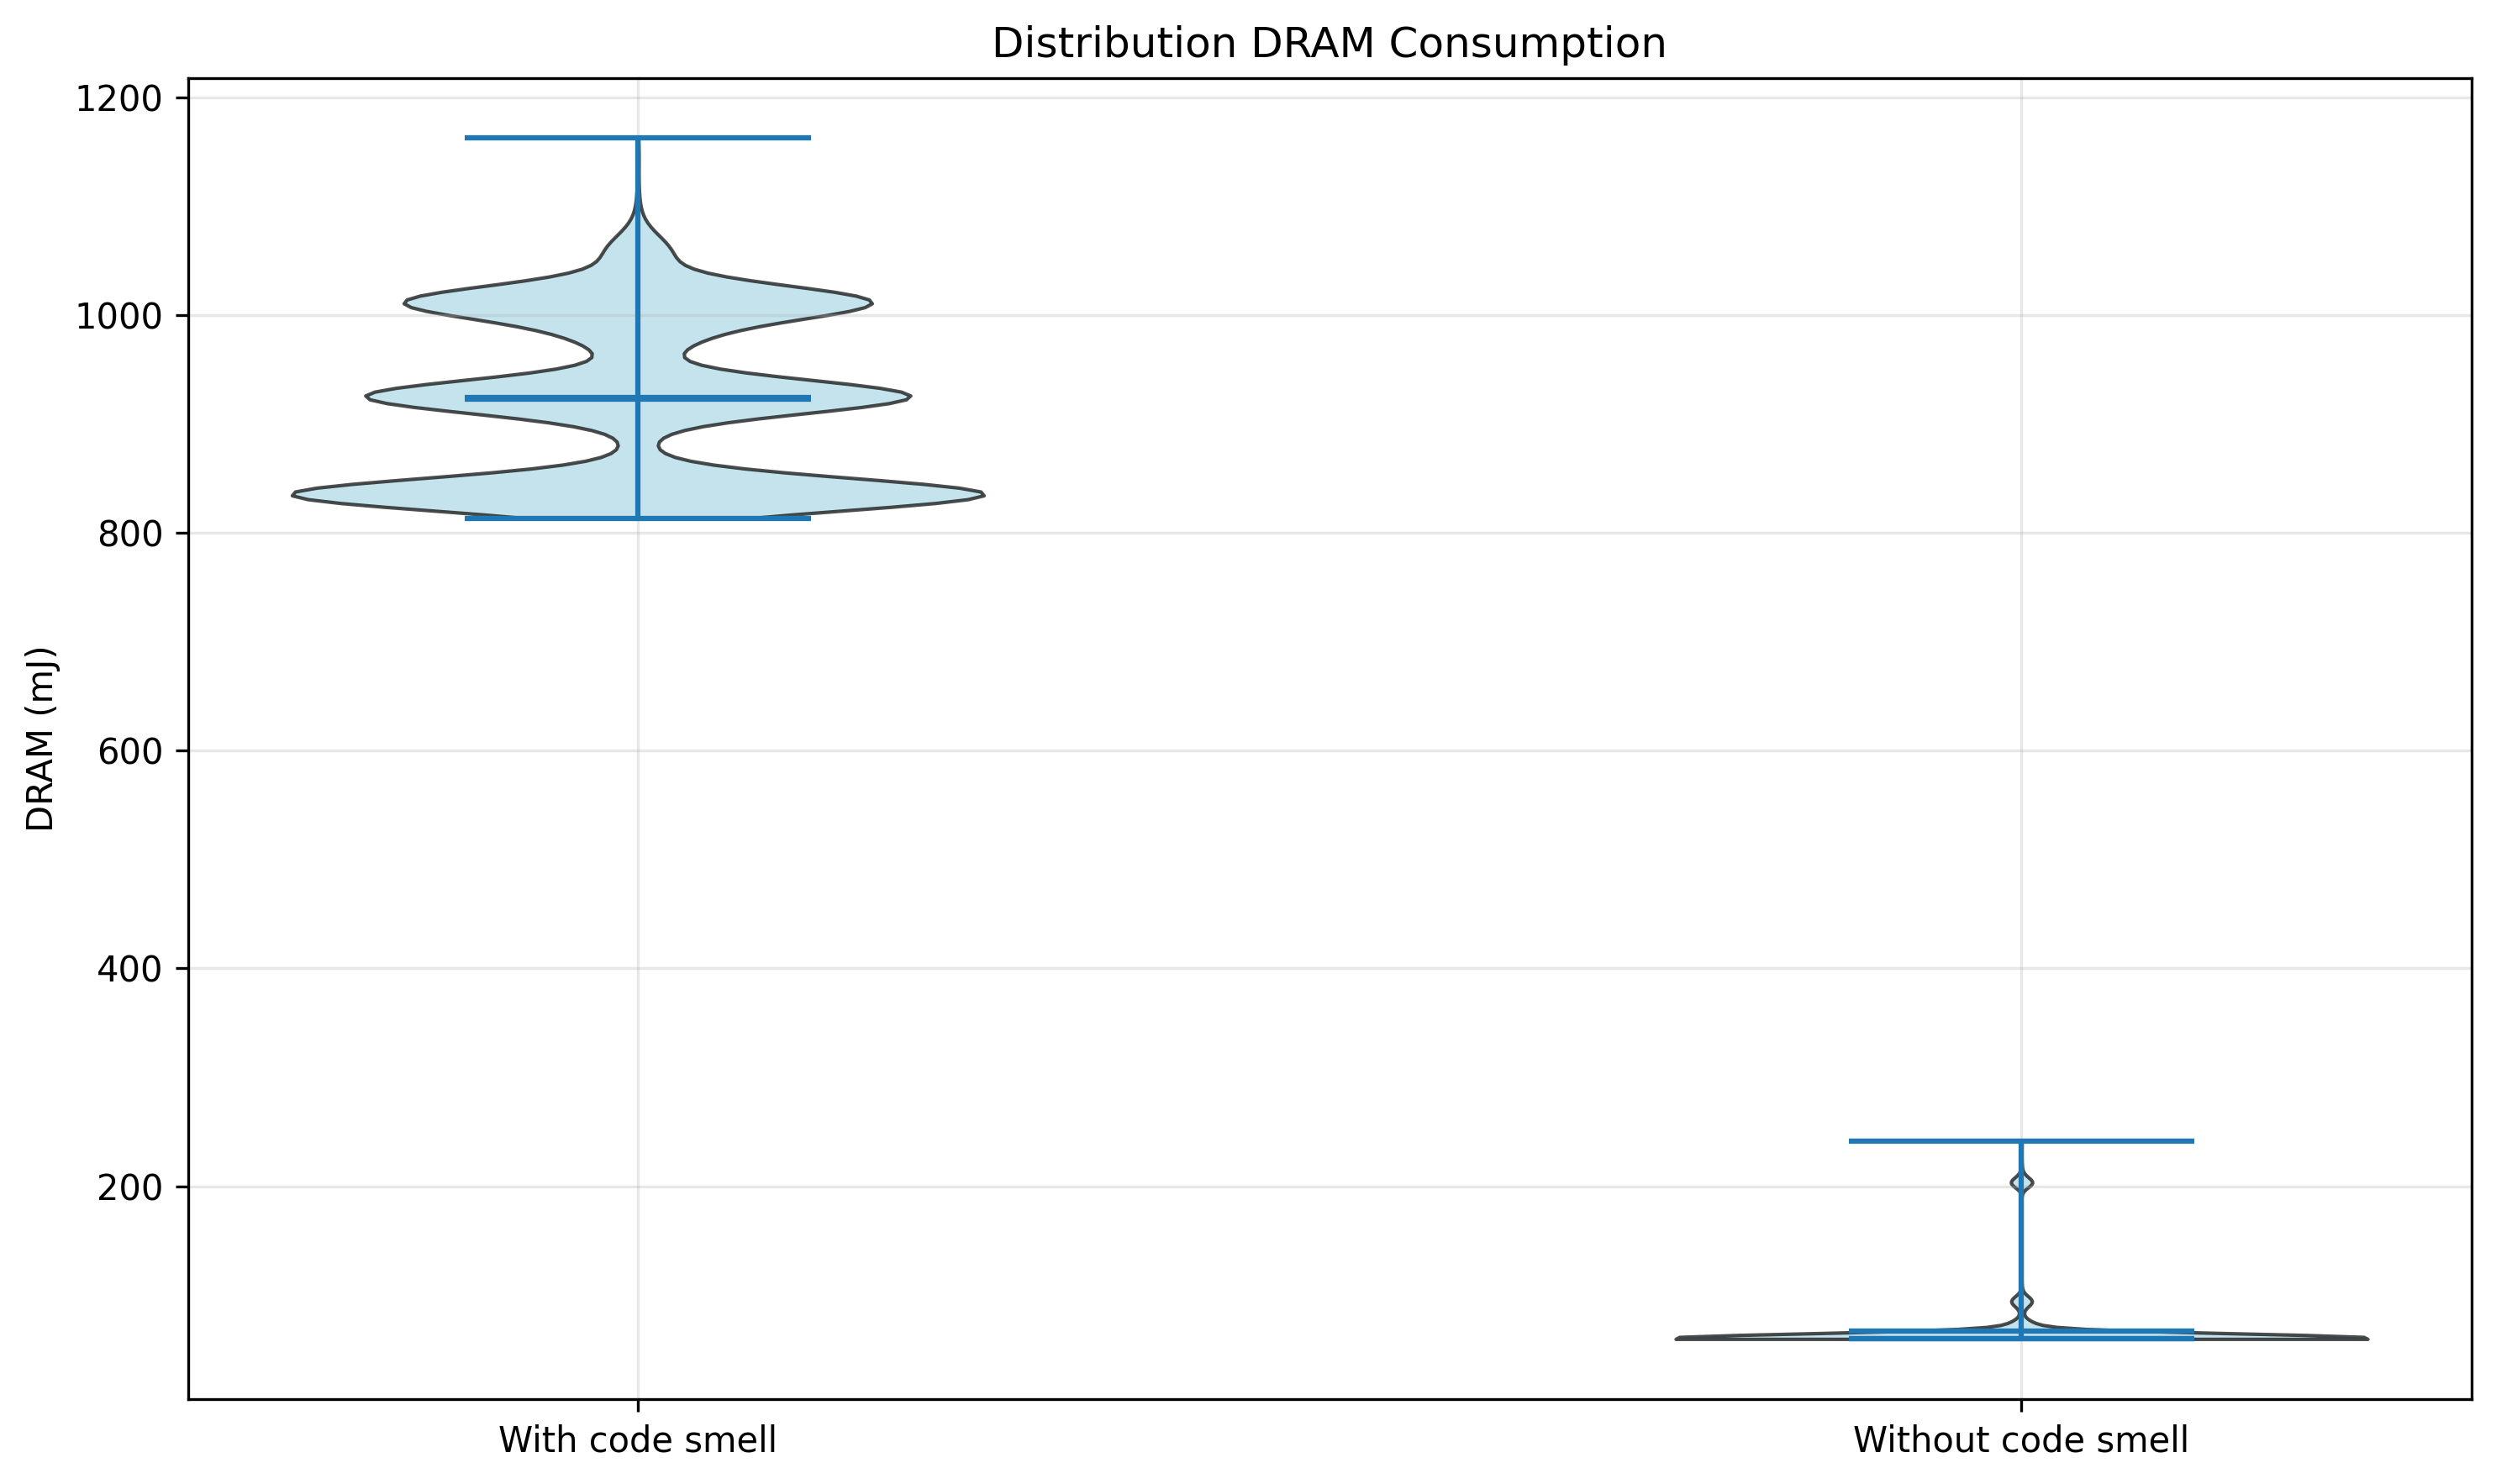 Distribution DRAM Consumption
DRAM (mJ)
1200
1000
800
600
400
200
With code smell
Without code smell